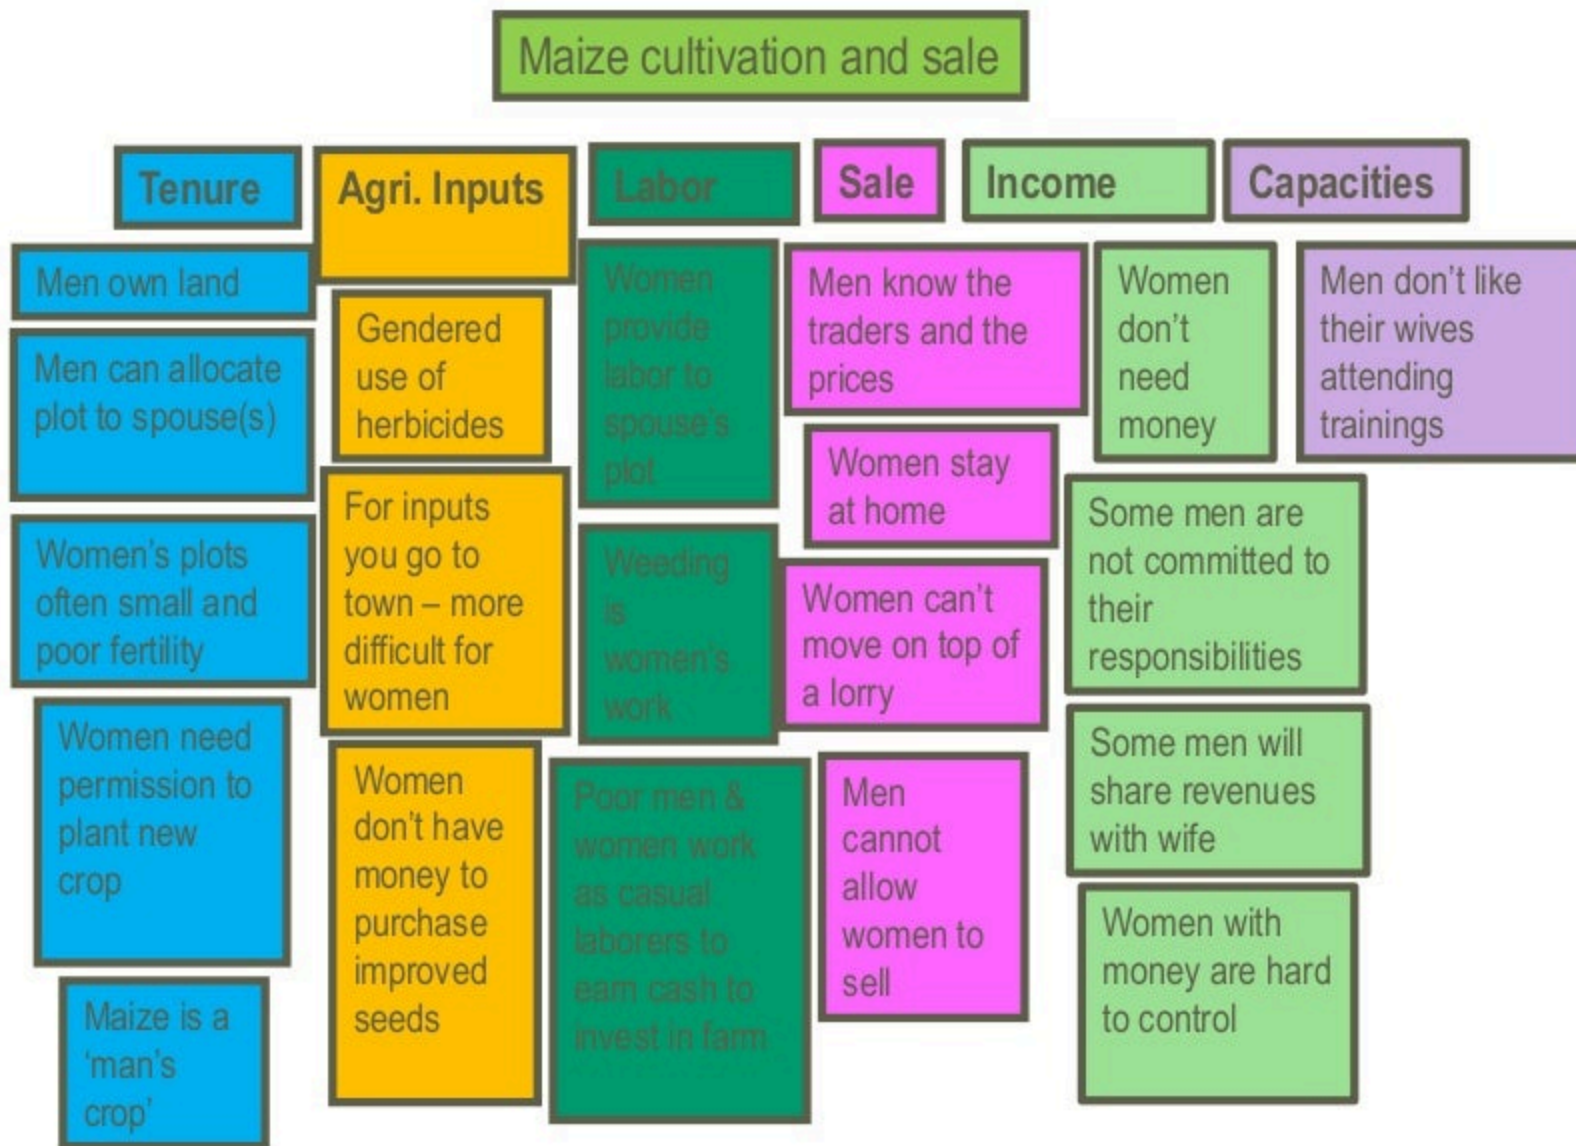 Maize cultivation and sale
Tenure
Men own land
Men can allocate
plot to spouse(s)
Women's plots
often small and
poor fertility
Women need
permission to
plant new
crop
Maize is a
‘man's
crop’
Agri. Inputs
Gendered
use of
herbicides
For inputs
you go to
town – more
difficult for
women
Women
don't have
money to
purchase
improved
seeds
Labor
Women
provide
labor to
spouse's
plot
Weeding
is
women's
work
Poor men &
women work
as casual
laborers to
earn cash to
invest in farm
Sale
Men know the
traders and the
prices
Women stay
at home
Women can't
move on top of
a lorry
Men
cannot
allow
women to
sell
Income
Women
don't
need
money
Some men are
not committed to
their
responsibilities
Some men will
share revenues
with wife
Women with
money are hard
to control
Capacities
Men don't like
their wives
attending
trainings